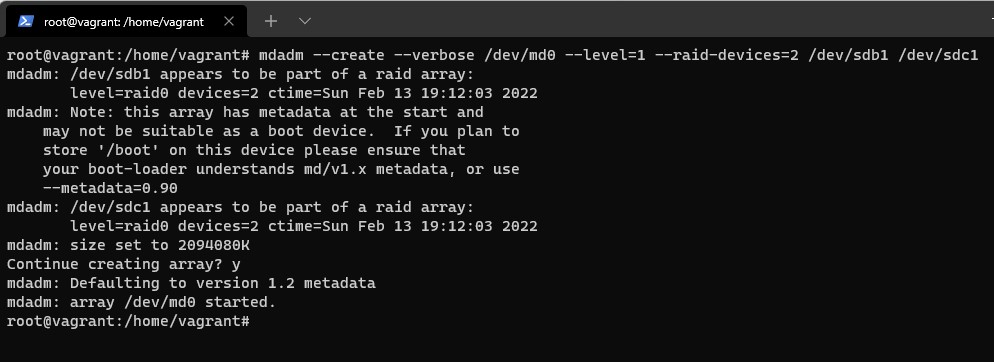 root@vagrant: /home/vagrant
root@vagrant:/home/vagrant# mdadm --create --verbose /dev/md0 --level=1 --raid-devices=2 /dev/sdb1 /dev/sdc1
mdadm: /dev/sdb1 appears to be part of a raid array:
       level=raid0 devices=2 ctime=Sun Feb 13 19:12:03 2022
mdadm: Note: this array has metadata at the start and
    may not be suitable as a boot device.  If you plan to
    store '/boot' on this device please ensure that
    your boot-loader understands md/v1.x metadata, or use
    --metadata=0.90
mdadm: /dev/sdc1 appears to be part of a raid array:
       level=raid0 devices=2 ctime=Sun Feb 13 19:12:03 2022
mdadm: size set to 2094080K
Continue creating array? y
mdadm: Defaulting to version 1.2 metadata
mdadm: array /dev/md0 started.
root@vagrant:/home/vagrant#